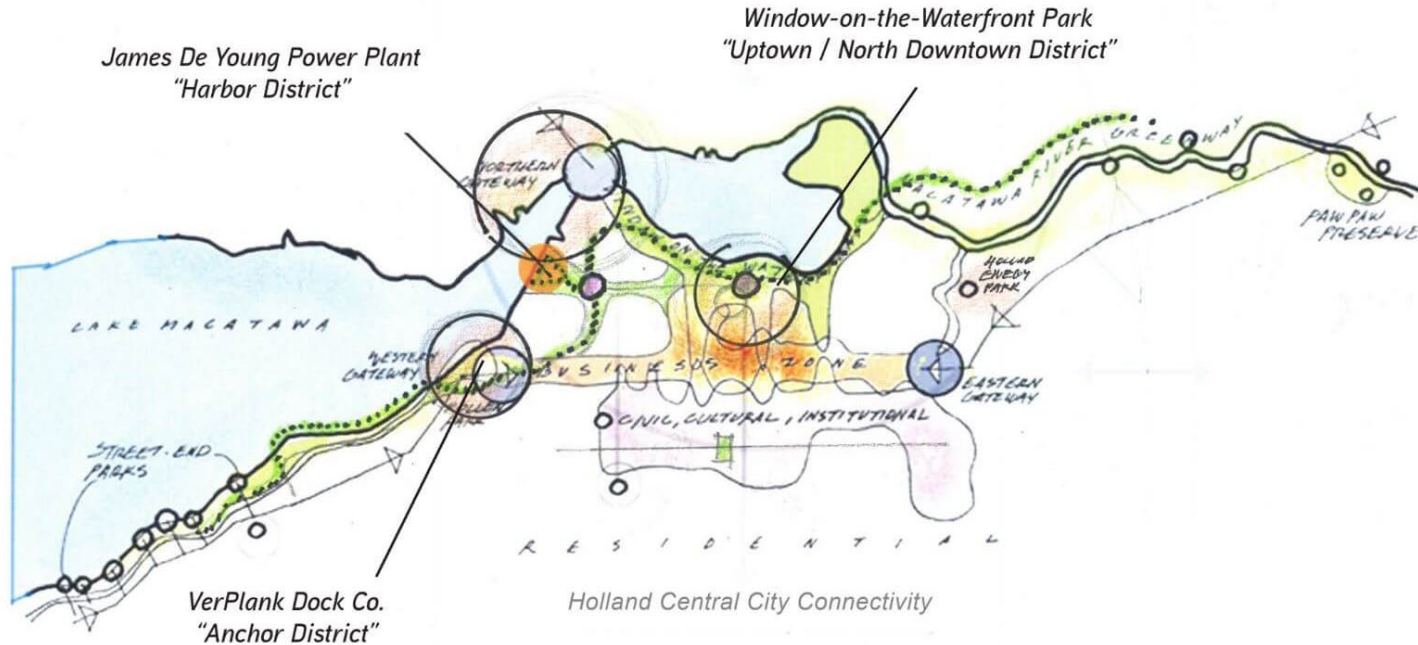 Window-on-the-Waterfront Park
"Uptown / North Downtown District"
James De Young Power Plant
"Harbor District"
NORTHERN
GATEWAY
MACATAWA RIVER GREENWAY
PAW PAW
PRESERVE
HOLLAND
ENERGY
PARK
LAKE MACATAWA
WESTERN
GATEWAY
BUSINESS ZONE
EASTERN
GATEWAY
KOLLEN
PARK
CIVIC, CULTURAL, INSTITUTIONAL
STREET-END
PARKS
RESIDENTIAL
VerPlank Dock Co.
"Anchor District"
Holland Central City Connectivity